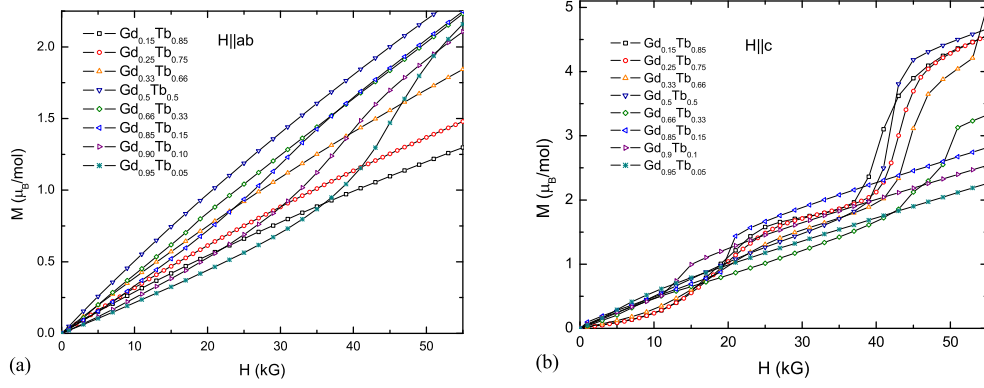 (a)
M (μB/mol)
2.0
1.5
1.0
0.5
0.0
H||ab
Gd0.15Tb0.85
Gd0.25Tb0.75
Gd0.33Tb0.66
Gd0.5Tb0.5
Gd0.66Tb0.33
Gd0.85Tb0.15
Gd0.90Tb0.10
Gd0.95Tb0.05
0 10 20 30 40 50
H (kG)
(b)
M (μB/mol)
5
4
3
2
1
0
H||c
Gd0.15Tb0.85
Gd0.25Tb0.75
Gd0.33Tb0.66
Gd0.5Tb0.5
Gd0.66Tb0.33
Gd0.85Tb0.15
Gd0.9Tb0.1
Gd0.95Tb0.05
0 10 20 30 40 50
H (kG)